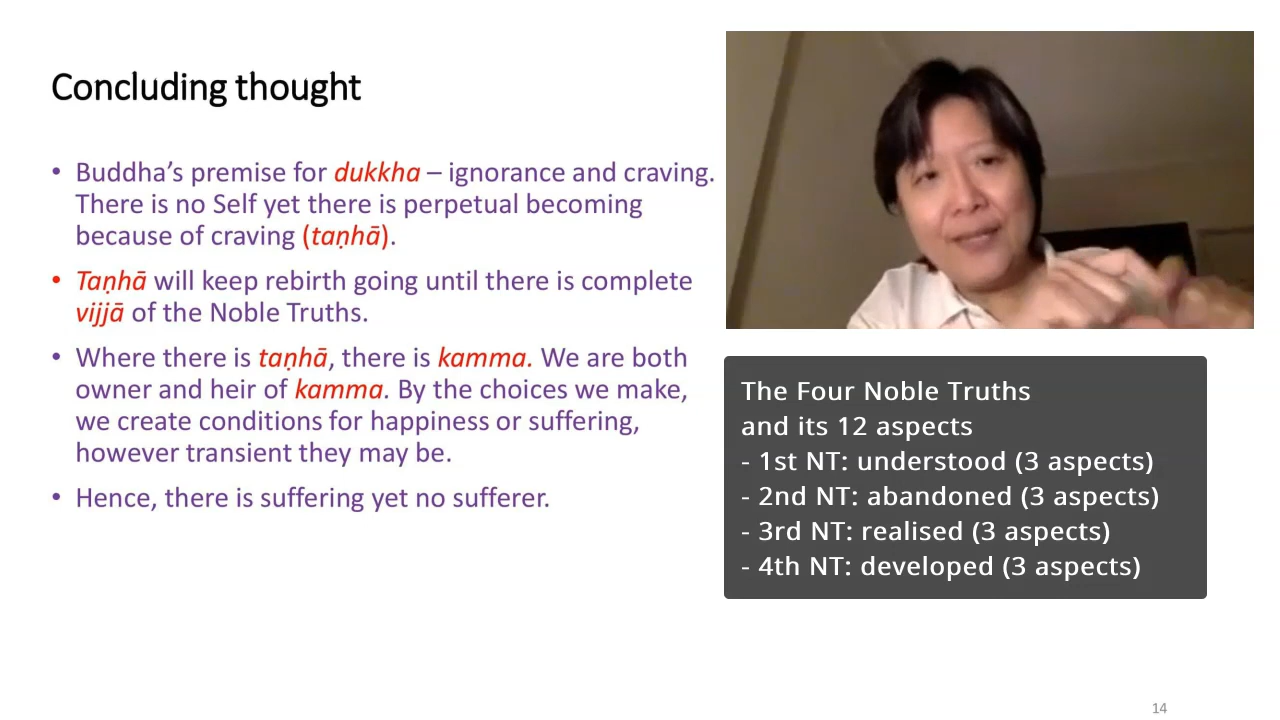 Concluding thought
• Buddha’s premise for dukkha – ignorance and craving.
There is no Self yet there is perpetual becoming
because of craving (taṇhā).
• Taṇhā will keep rebirth going until there is complete
vijjā of the Noble Truths.
• Where there is taṇhā, there is kamma. We are both
owner and heir of kamma. By the choices we make,
we create conditions for happiness or suffering,
however transient they may be.
• Hence, there is suffering yet no sufferer.
The Four Noble Truths
and its 12 aspects
- 1st NT: understood (3 aspects)
- 2nd NT: abandoned (3 aspects)
- 3rd NT: realised (3 aspects)
- 4th NT: developed (3 aspects)
14